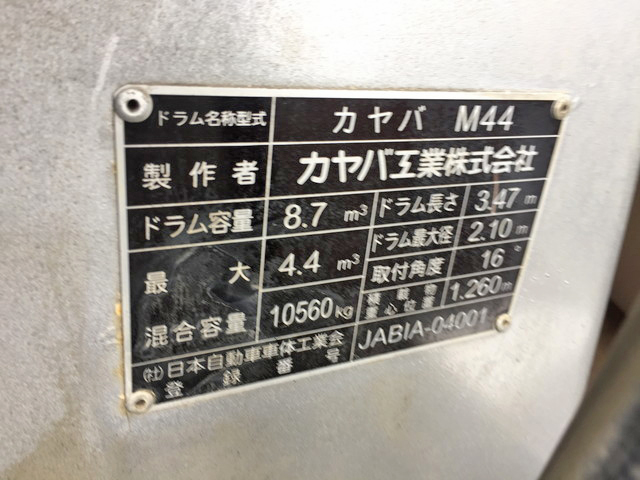 ドラム名称型式 カヤバ M44
製作者 カヤバ工業株式会社
ドラム容量 8.7 m³ ドラム長さ 3.47 m
最大混合容量 4.4 m³ ドラム最大径 2.10 m
10560kg 取付角度 16°
積載物重心位置 1.260m
(社)日本自動車車体工業会
登録番号 JABIA-04001